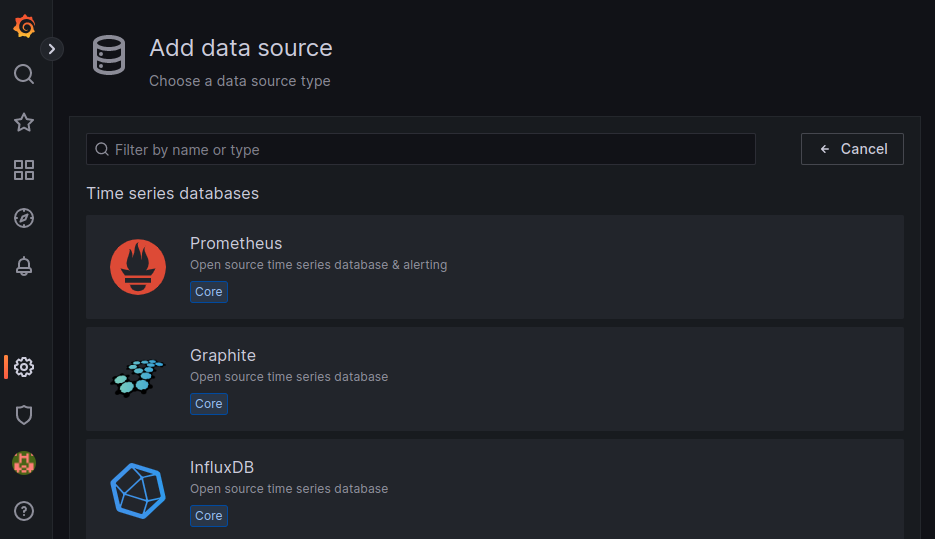 Add data source
Choose a data source type
Filter by name or type
Cancel
Time series databases
Prometheus
Open source time series database & alerting
Core
Graphite
Open source time series database
Core
InfluxDB
Open source time series database
Core